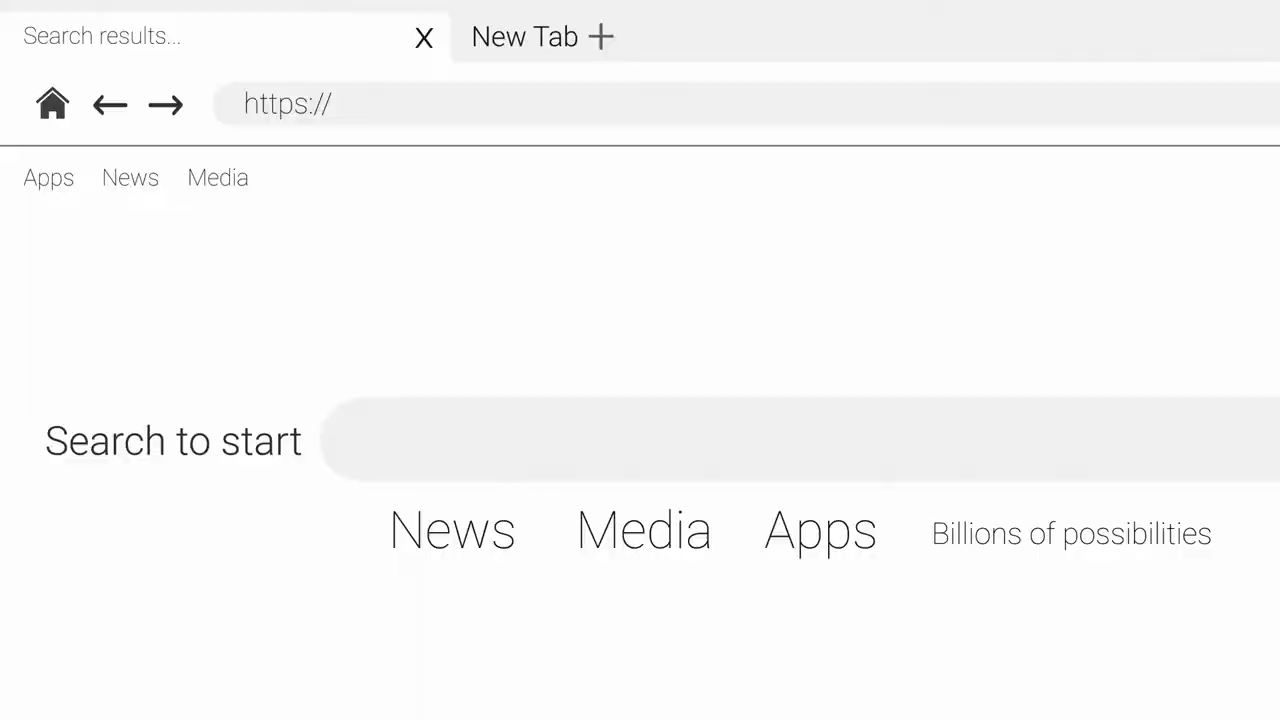 Search results... X New Tab +
https://
Apps News Media
Search to start
News Media Apps Billions of possibilities